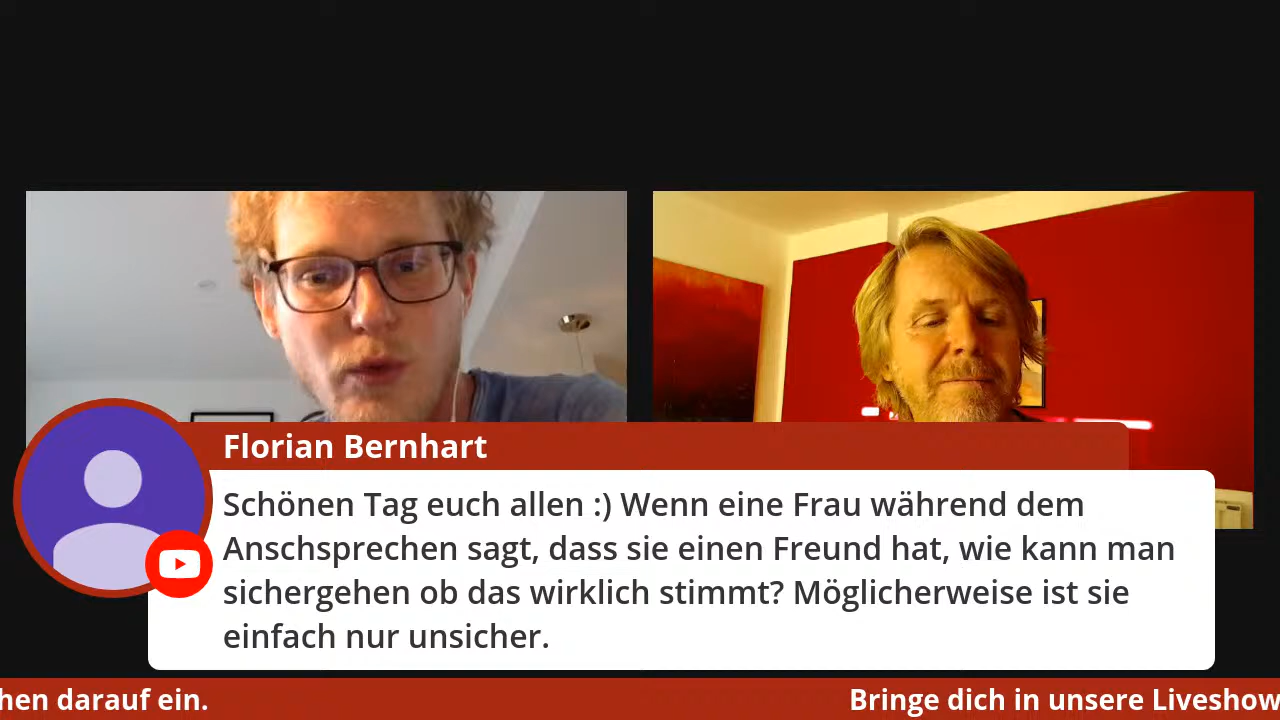 Florian Bernhart
Schönen Tag euch allen :) Wenn eine Frau während dem
Anschsprechen sagt, dass sie einen Freund hat, wie kann man
sichergehen ob das wirklich stimmt? Möglicherweise ist sie
einfach nur unsicher.
hen darauf ein. Bringe dich in unsere Liveshow